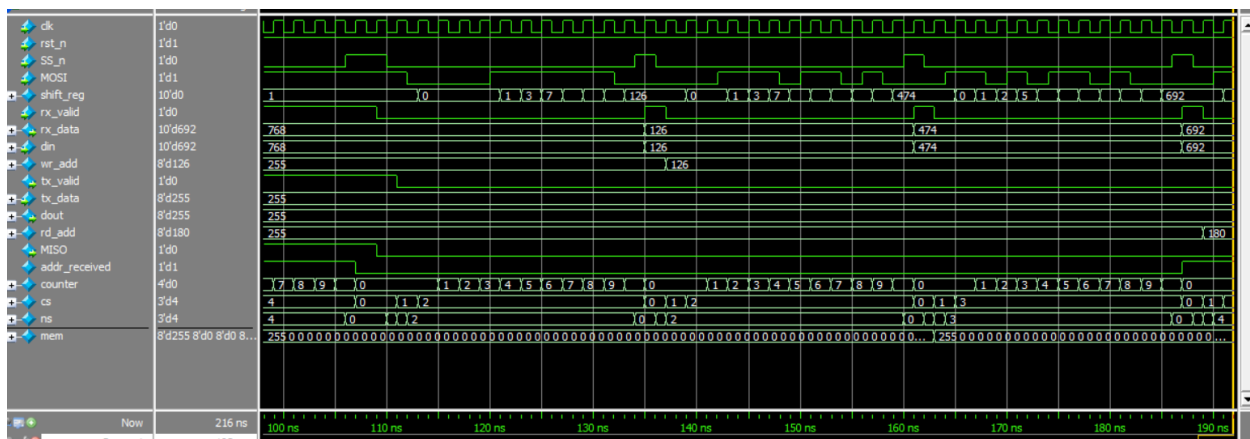 clk 1'd0
rst_n 1'd1
SS_n 1'd0
MOSI 1'd1
shift_reg 10'd0 1 0 1 3 7 126 0 1 3 7 474 0 1 2 5 692
rx_valid 1'd0
rx_data 10'd692 768 126 474 692
din 10'd692 768 126 474 692
wr_add 8'd126 255 126
tx_valid 1'd0
tx_data 8'd255 255
dout 8'd255 255
rd_add 8'd180 255 180
MISO 1'd0
addr_received 1'd1
counter 4'd0 7 8 9 0 1 2 3 4 5 6 7 8 9 0 1 2 3 4 5 6 7 8 9 0 1 2 3 4 5 6 7 8 9 0
cs 3'd4 4 0 1 2 0 1 2 0 1 3 0 1
ns 3'd4 4 0 2 0 2 0 3 0 4
mem 8'd255 8'd0 8'd0 8...
Now 216 ns 100 ns 110 ns 120 ns 130 ns 140 ns 150 ns 160 ns 170 ns 180 ns 190 ns